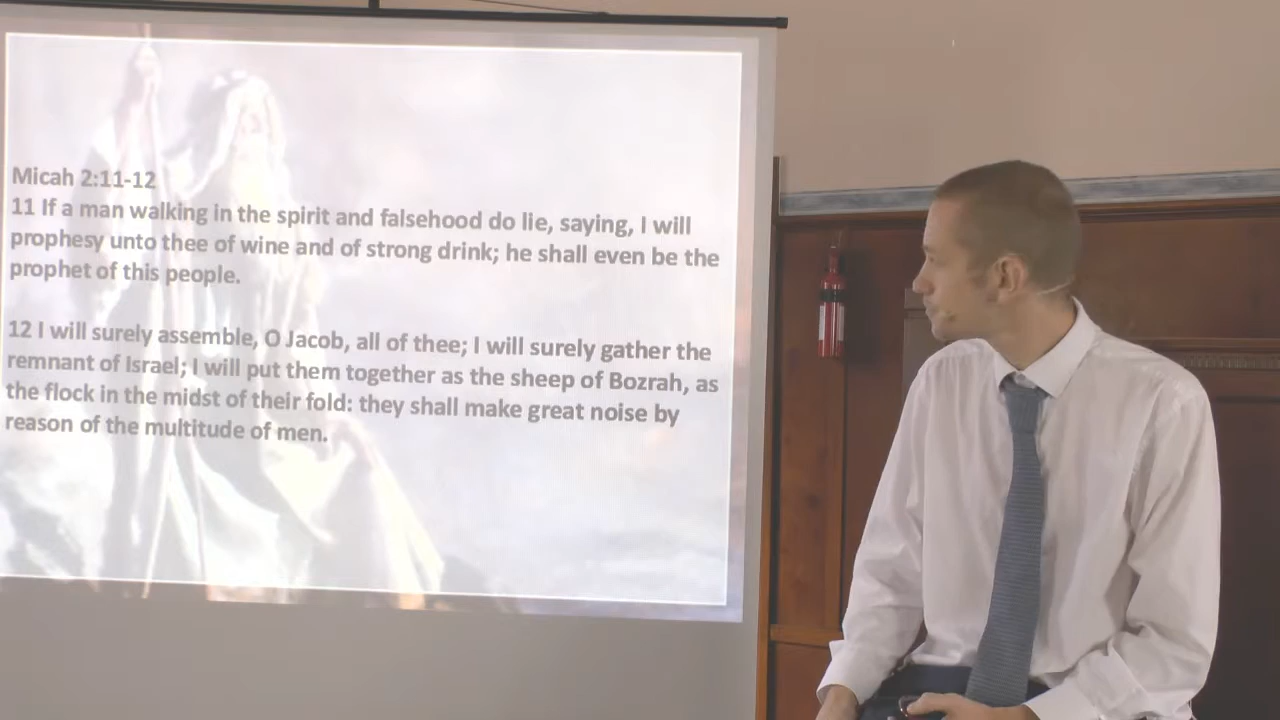 Micah 2:11-12
11 If a man walking in the spirit and falsehood do lie, saying, I will
prophesy unto thee of wine and of strong drink; he shall even be the
prophet of this people.
12 I will surely assemble, O Jacob, all of thee; I will surely gather the
remnant of Israel; I will put them together as the sheep of Bozrah, as
the flock in the midst of their fold: they shall make great noise by
reason of the multitude of men.